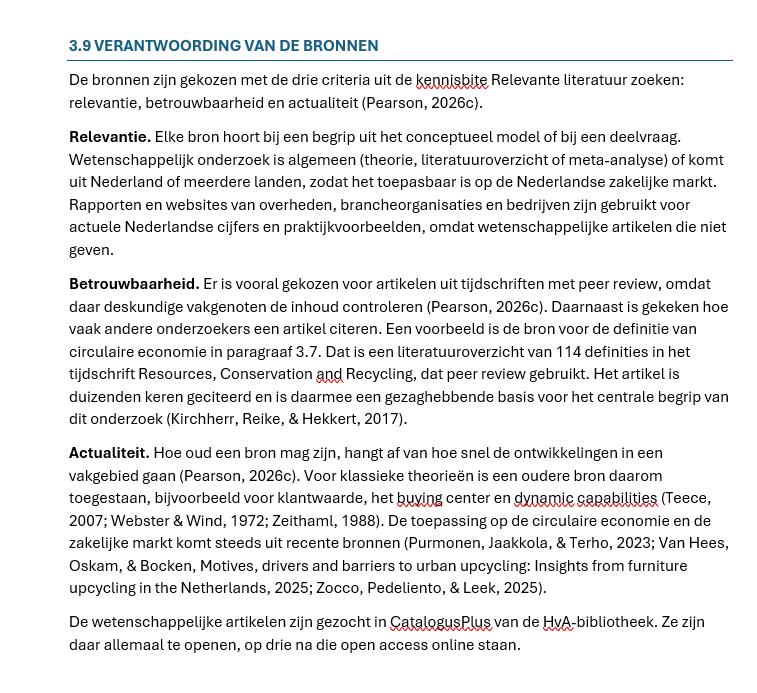 3.9 VERANTWOORDING VAN DE BRONNEN
De bronnen zijn gekozen met de drie criteria uit de kennisbite Relevante literatuur zoeken:
relevantie, betrouwbaarheid en actualiteit (Pearson, 2026c).
Relevantie. Elke bron hoort bij een begrip uit het conceptueel model of bij een deelvraag.
Wetenschappelijk onderzoek is algemeen (theorie, literatuuroverzicht of meta-analyse) of komt
uit Nederland of meerdere landen, zodat het toepasbaar is op de Nederlandse zakelijke markt.
Rapporten en websites van overheden, brancheorganisaties en bedrijven zijn gebruikt voor
actuele Nederlandse cijfers en praktijkvoorbeelden, omdat wetenschappelijke artikelen die niet
geven.
Betrouwbaarheid. Er is vooral gekozen voor artikelen uit tijdschriften met peer review, omdat
daar deskundige vakgenoten de inhoud controleren (Pearson, 2026c). Daarnaast is gekeken hoe
vaak andere onderzoekers een artikel citeren. Een voorbeeld is de bron voor de definitie van
circulaire economie in paragraaf 3.7. Dat is een literatuuroverzicht van 114 definities in het
tijdschrift Resources, Conservation and Recycling, dat peer review gebruikt. Het artikel is
duizenden keren geciteerd en is daarmee een gezaghebbende basis voor het centrale begrip van
dit onderzoek (Kirchherr, Reike, & Hekkert, 2017).
Actualiteit. Hoe oud een bron mag zijn, hangt af van hoe snel de ontwikkelingen in een
vakgebied gaan (Pearson, 2026c). Voor klassieke theorieën is een oudere bron daarom
toegestaan, bijvoorbeeld voor klantwaarde, het buying center en dynamic capabilities (Teece,
2007; Webster & Wind, 1972; Zeithaml, 1988). De toepassing op de circulaire economie en de
zakelijke markt komt steeds uit recente bronnen (Purmonen, Jaakkola, & Terho, 2023; Van Hees,
Oskam, & Bocken, Motives, drivers and barriers to urban upcycling: Insights from furniture
upcycling in the Netherlands, 2025; Zocco, Pedeliento, & Leek, 2025).
De wetenschappelijke artikelen zijn gezocht in CatalogusPlus van de HvA-bibliotheek. Ze zijn
daar allemaal te openen, op drie na die open access online staan.